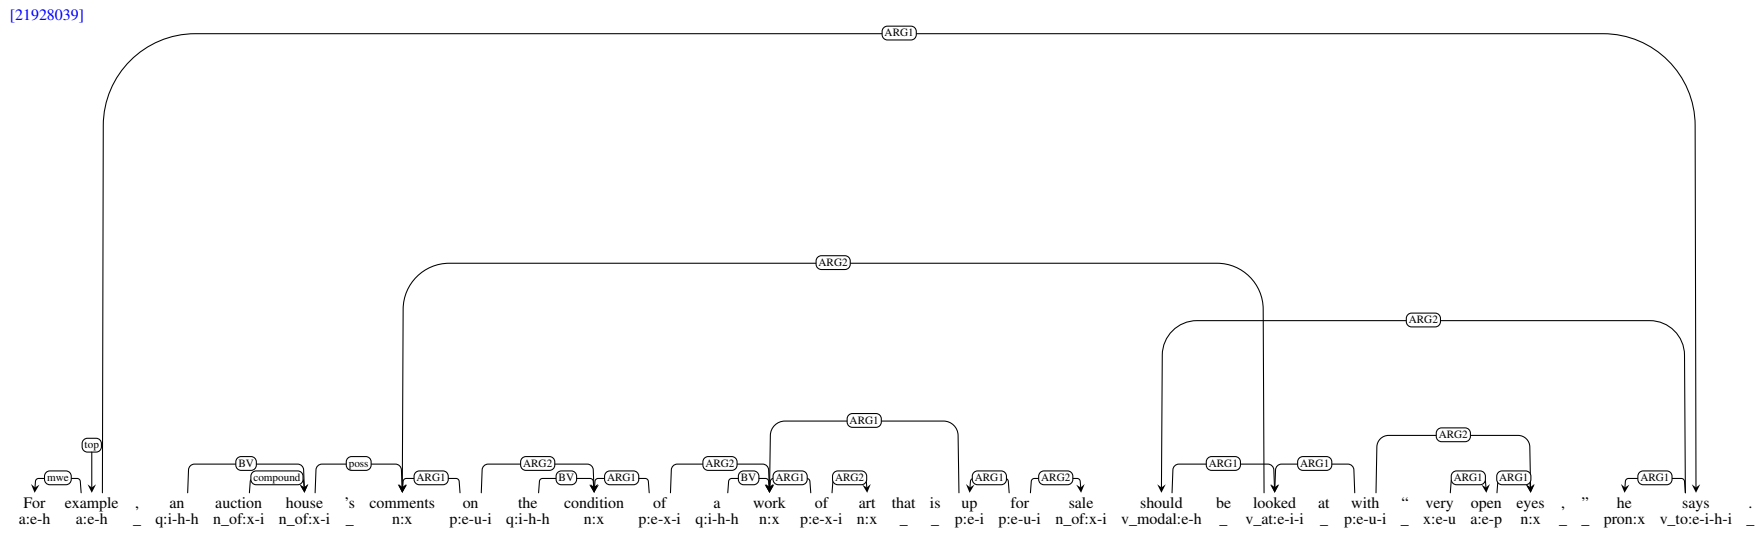 [21928039]
ARG1
ARG2
ARG2
ARG1
ARG2
top
BV poss ARG2 ARG2 ARG1 ARG1
mwe compound ARG1 BV ARG1 BV ARG1 ARG2 ARG1 ARG2 ARG1 ARG1 ARG1
For example , an auction house 's comments on the condition of a work of art that is up for sale should be looked at with “ very open eyes , ” he says .
a:e-h a:e-h _ q:i-h-h n_of:x-i n_of:x-i _ n:x p:e-u-i q:i-h-h n:x p:e-x-i q:i-h-h n:x p:e-x-i n:x _ _ p:e-i p:e-u-i n_of:x-i v_modal:e-h _ v_at:e-i-i _ p:e-u-i _ x:e-u a:e-p n:x _ _ pron:x v_to:e-i-h-i _